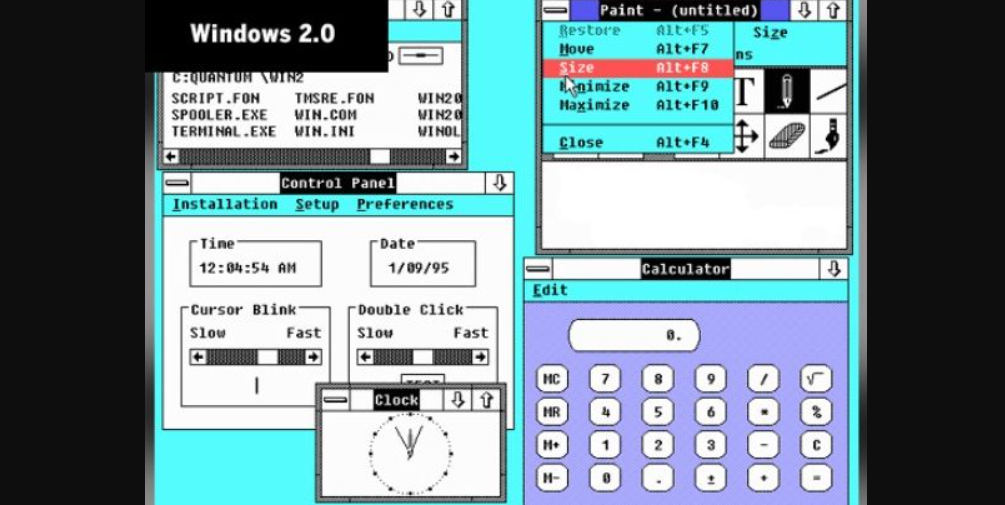 Windows 2.0
C:QUANTUM \WIN2
SCRIPT.FON TMSRE.FON WIN20
SPOOLER.EXE WIN.COM WIN20
TERMINAL.EXE WIN.INI WINOL
Paint - (untitled)
Size
Restore Alt+F5
Move Alt+F7
Size Alt+F8
Minimize Alt+F9
Maximize Alt+F10
Close Alt+F4
ns
T
Control Panel
Installation Setup Preferences
Time
12:04:54 AM
Date
1/09/95
Cursor Blink
Slow Fast
Double Click
Slow Fast
Clock
Calculator
Edit
0.
MC 7 8 9 / √
MR 4 5 6 * %
M+ 1 2 3 - C
M- 0 . ± + =